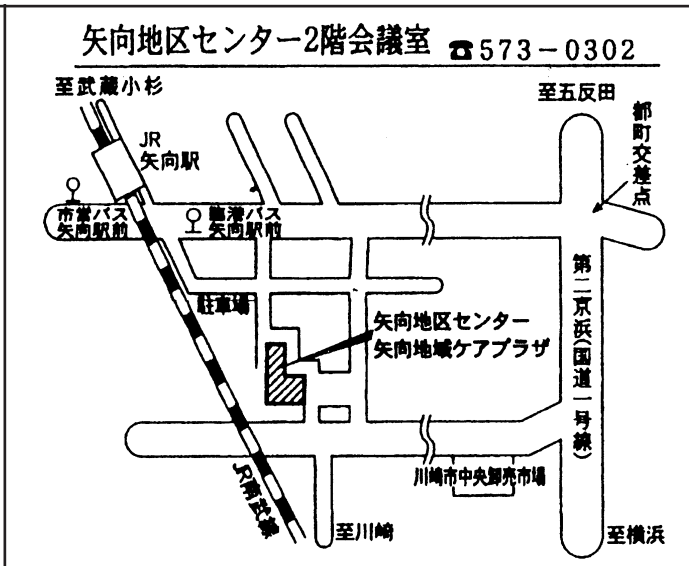 矢向地区センター2階会議室 ☎573-0302
至武蔵小杉
至五反田
JR
矢向駅
都町交差点
市営バス
矢向駅前
臨港バス
矢向駅前
駐車場
第二京浜(国道一号線)
矢向地区センター
矢向地域ケアプラザ
川崎市中央卸売市場
JR南武線
至川崎
至横浜